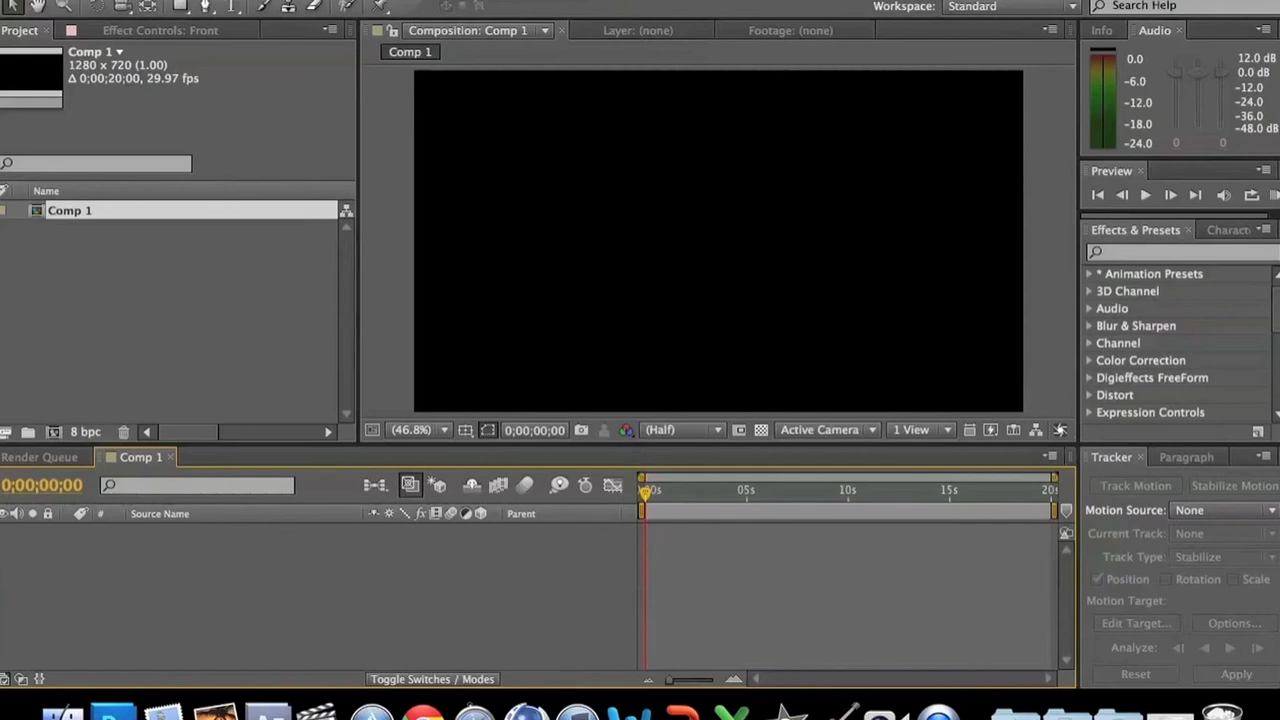 Workspace: Standard
Search Help
Project
Effect Controls: Front
Composition: Comp 1
Layer: (none)
Footage: (none)
Info
Audio
Comp 1
1280 x 720 (1.00)
Δ 0;00;20;00, 29.97 fps
Comp 1
0.0
-6.0
-12.0
-18.0
-24.0
12.0 dB
0.0 dB
-12.0
-24.0
-36.0
-48.0 dB
0
0
Preview
Name
Comp 1
Effects & Presets
* Animation Presets
3D Channel
Audio
Blur & Sharpen
Channel
Color Correction
Digieffects FreeForm
Distort
Expression Controls
8 bpc
(46.8%)
0;00;00;00
(Half)
Active Camera
1 View
Render Queue
Comp 1
0;00;00;00
05s
10s
15s
#
Source Name
fx
Parent
Toggle Switches / Modes
Tracker
Paragraph
Track Motion
Stabilize Motion
Motion Source: None
Current Track: None
Track Type: Stabilize
Position
Rotation
Scale
Motion Target:
Edit Target...
Options...
Analyze:
Reset
Apply